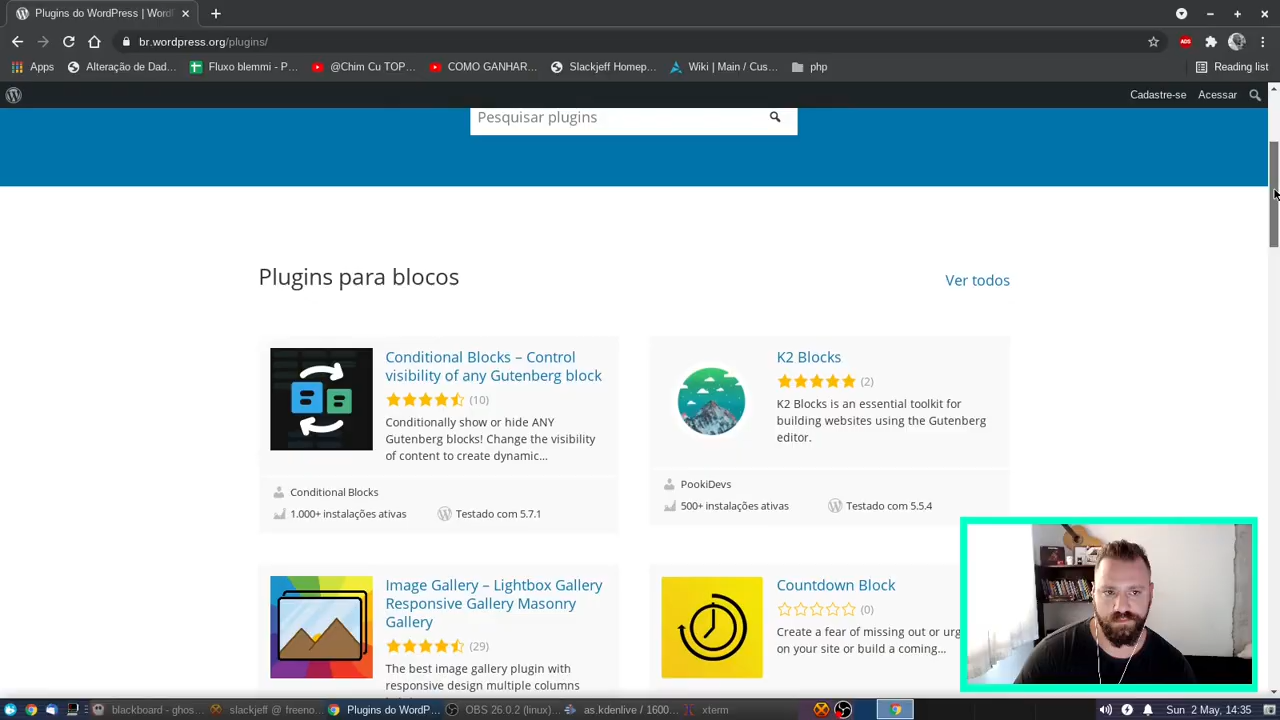 Plugins do WordPress | WordF
br.wordpress.org/plugins/
ADS
Apps
Alteração de Dad...
Fluxo blemmi - P...
@Chim Cu TOP...
COMO GANHAR...
Slackjeff Homep...
Wiki | Main / Cus...
php
Reading list
Cadastre-se
Acessar
Pesquisar plugins
Plugins para blocos
Ver todos
Conditional Blocks – Control
visibility of any Gutenberg block
(10)
Conditionally show or hide ANY
Gutenberg blocks! Change the visibility
of content to create dynamic...
Conditional Blocks
1.000+ instalações ativas
Testado com 5.7.1
K2 Blocks
(2)
K2 Blocks is an essential toolkit for
building websites using the Gutenberg
editor.
PookiDevs
500+ instalações ativas
Testado com 5.5.4
Image Gallery – Lightbox Gallery
Responsive Gallery Masonry
Gallery
(29)
The best image gallery plugin with
responsive design multiple columns
Countdown Block
(0)
Create a fear of missing out or urg
on your site or build a coming...
blackboard - ghos...
slackjeff @ freeno...
Plugins do WordP...
OBS 26.0.2 (linux)...
as.kdenlive / 1600...
xterm
Sun 2 May, 14:35